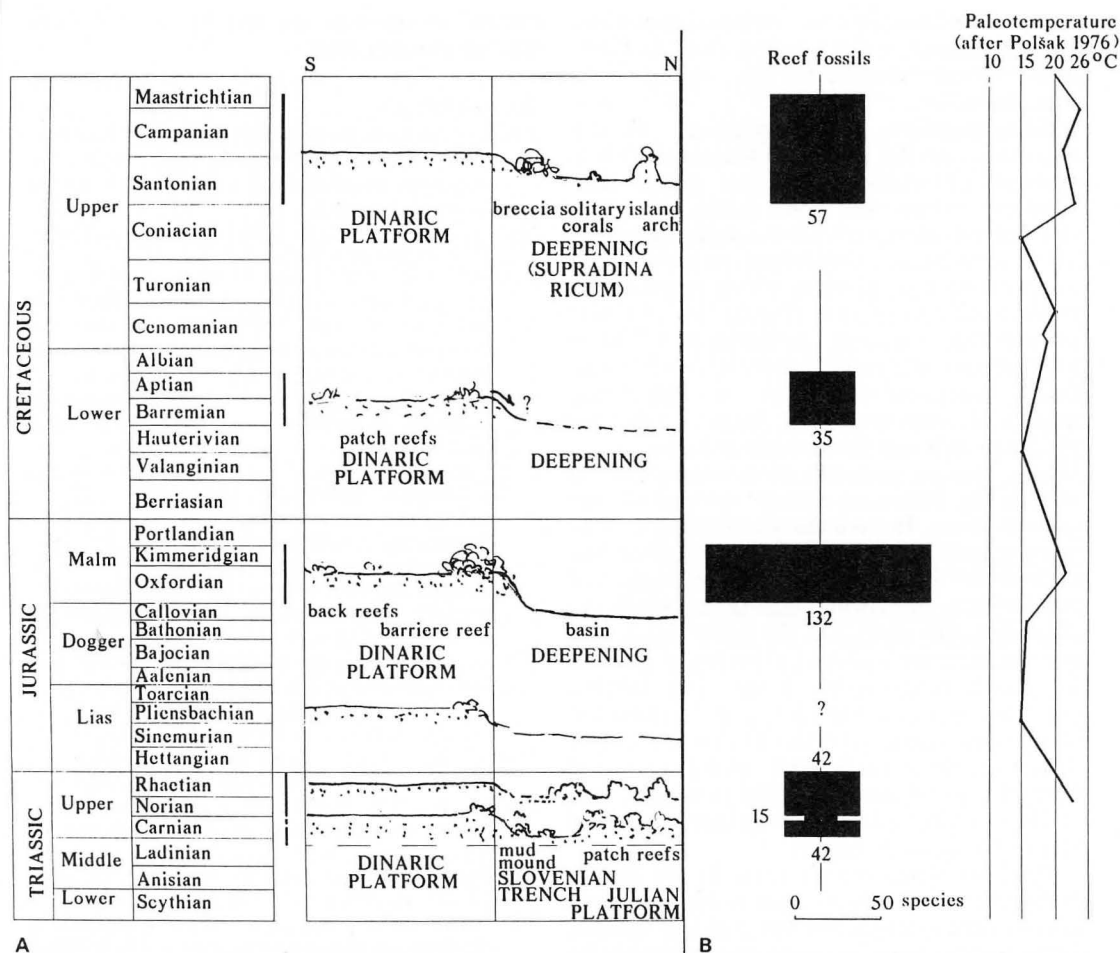 Paleotemperature
(after Polšak 1976)
10 15 20 26°C
Reef fossils
S N
CRETACEOUS
Upper
Maastrichtian
Campanian
Santonian
Coniacian
Turonian
Cenomanian
Lower
Albian
Aptian
Barremian
Hauterivian
Valanginian
Berriasian
JURASSIC
Malm
Portlandian
Kimmeridgian
Oxfordian
Dogger
Callovian
Bathonian
Bajocian
Aalenian
Lias
Toarcian
Pliensbachian
Sinemurian
Hettangian
TRIASSIC
Upper
Rhaetian
Norian
Carnian
Middle
Ladinian
Anisian
Lower
Scythian
DINARIC
PLATFORM
breccia solitary island
corals arch
DEEPENING
(SUPRADINA
RICUM)
?
patch reefs
DINARIC
PLATFORM
DEEPENING
back reefs
barriere reef
DINARIC
PLATFORM
basin
DEEPENING
DINARIC
PLATFORM
mud
mound
patch reefs
SLOVENIAN
TRENCH JULIAN
PLATFORM
57
35
132
?
42
15
42
0 50 species
A
B